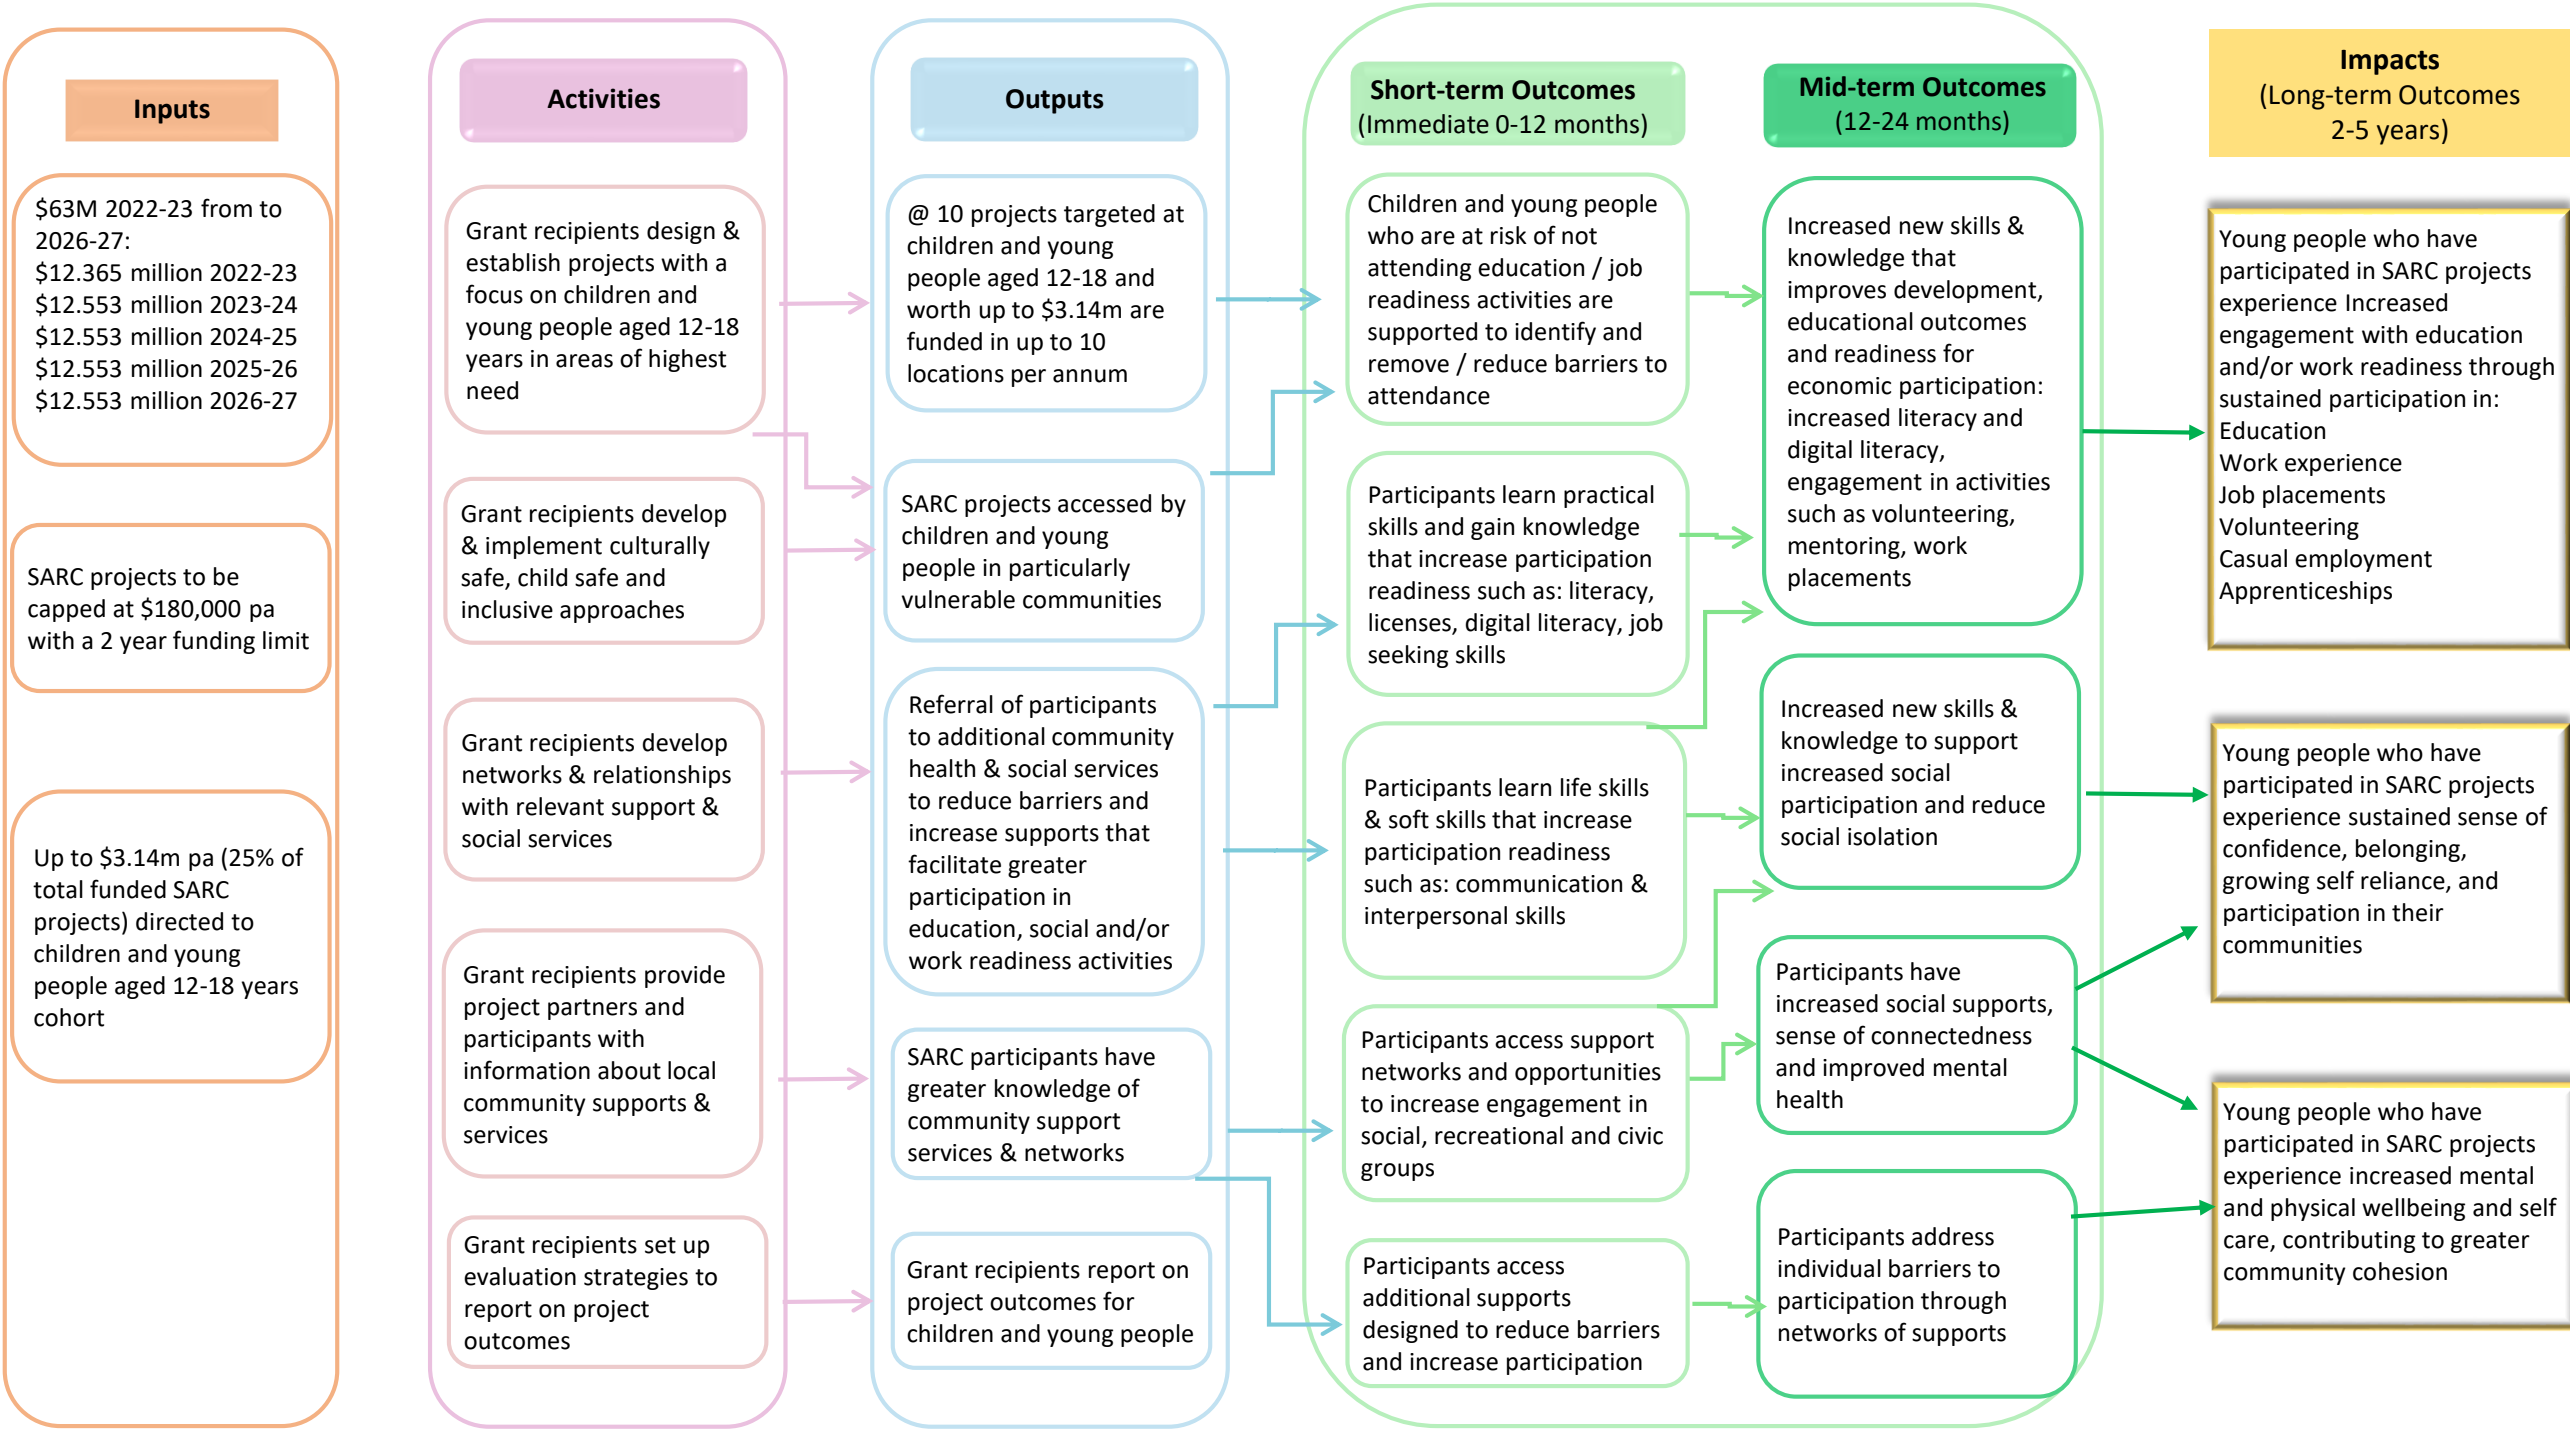 Inputs
$63M 2022-23 from to
2026-27:
$12.365 million 2022-23
$12.553 million 2023-24
$12.553 million 2024-25
$12.553 million 2025-26
$12.553 million 2026-27
SARC projects to be
capped at $180,000 pa
with a 2 year funding limit
Up to $3.14m pa (25% of
total funded SARC
projects) directed to
children and young
people aged 12-18 years
cohort
Activities
Grant recipients design &
establish projects with a
focus on children and
young people aged 12-18
years in areas of highest
need
Grant recipients develop
& implement culturally
safe, child safe and
inclusive approaches
Grant recipients develop
networks & relationships
with relevant support &
social services
Grant recipients provide
project partners and
participants with
information about local
community supports &
services
Grant recipients set up
evaluation strategies to
report on project
outcomes
Outputs
@ 10 projects targeted at
children and young
people aged 12-18 and
worth up to $3.14m are
funded in up to 10
locations per annum
SARC projects accessed by
children and young
people in particularly
vulnerable communities
Referral of participants
to additional community
health & social services
to reduce barriers and
increase supports that
facilitate greater
participation in
education, social and/or
work readiness activities
SARC participants have
greater knowledge of
community support
services & networks
Grant recipients report on
project outcomes for
children and young people
Short-term Outcomes
(Immediate 0-12 months)
Children and young people
who are at risk of not
attending education / job
readiness activities are
supported to identify and
remove / reduce barriers to
attendance
Participants learn practical
skills and gain knowledge
that increase participation
readiness such as: literacy,
licenses, digital literacy, job
seeking skills
Participants learn life skills
& soft skills that increase
participation readiness
such as: communication &
interpersonal skills
Participants access support
networks and opportunities
to increase engagement in
social, recreational and civic
groups
Participants access
additional supports
designed to reduce barriers
and increase participation
Mid-term Outcomes
(12-24 months)
Increased new skills &
knowledge that
improves development,
educational outcomes
and readiness for
economic participation:
increased literacy and
digital literacy,
engagement in activities
such as volunteering,
mentoring, work
placements
Increased new skills &
knowledge to support
increased social
participation and reduce
social isolation
Participants have
increased social supports,
sense of connectedness
and improved mental
health
Participants address
individual barriers to
participation through
networks of supports
Impacts
(Long-term Outcomes
2-5 years)
Young people who have
participated in SARC projects
experience Increased
engagement with education
and/or work readiness through
sustained participation in:
Education
Work experience
Job placements
Volunteering
Casual employment
Apprenticeships
Young people who have
participated in SARC projects
experience sustained sense of
confidence, belonging,
growing self reliance, and
participation in their
communities
Young people who have
participated in SARC projects
experience increased mental
and physical wellbeing and self
care, contributing to greater
community cohesion